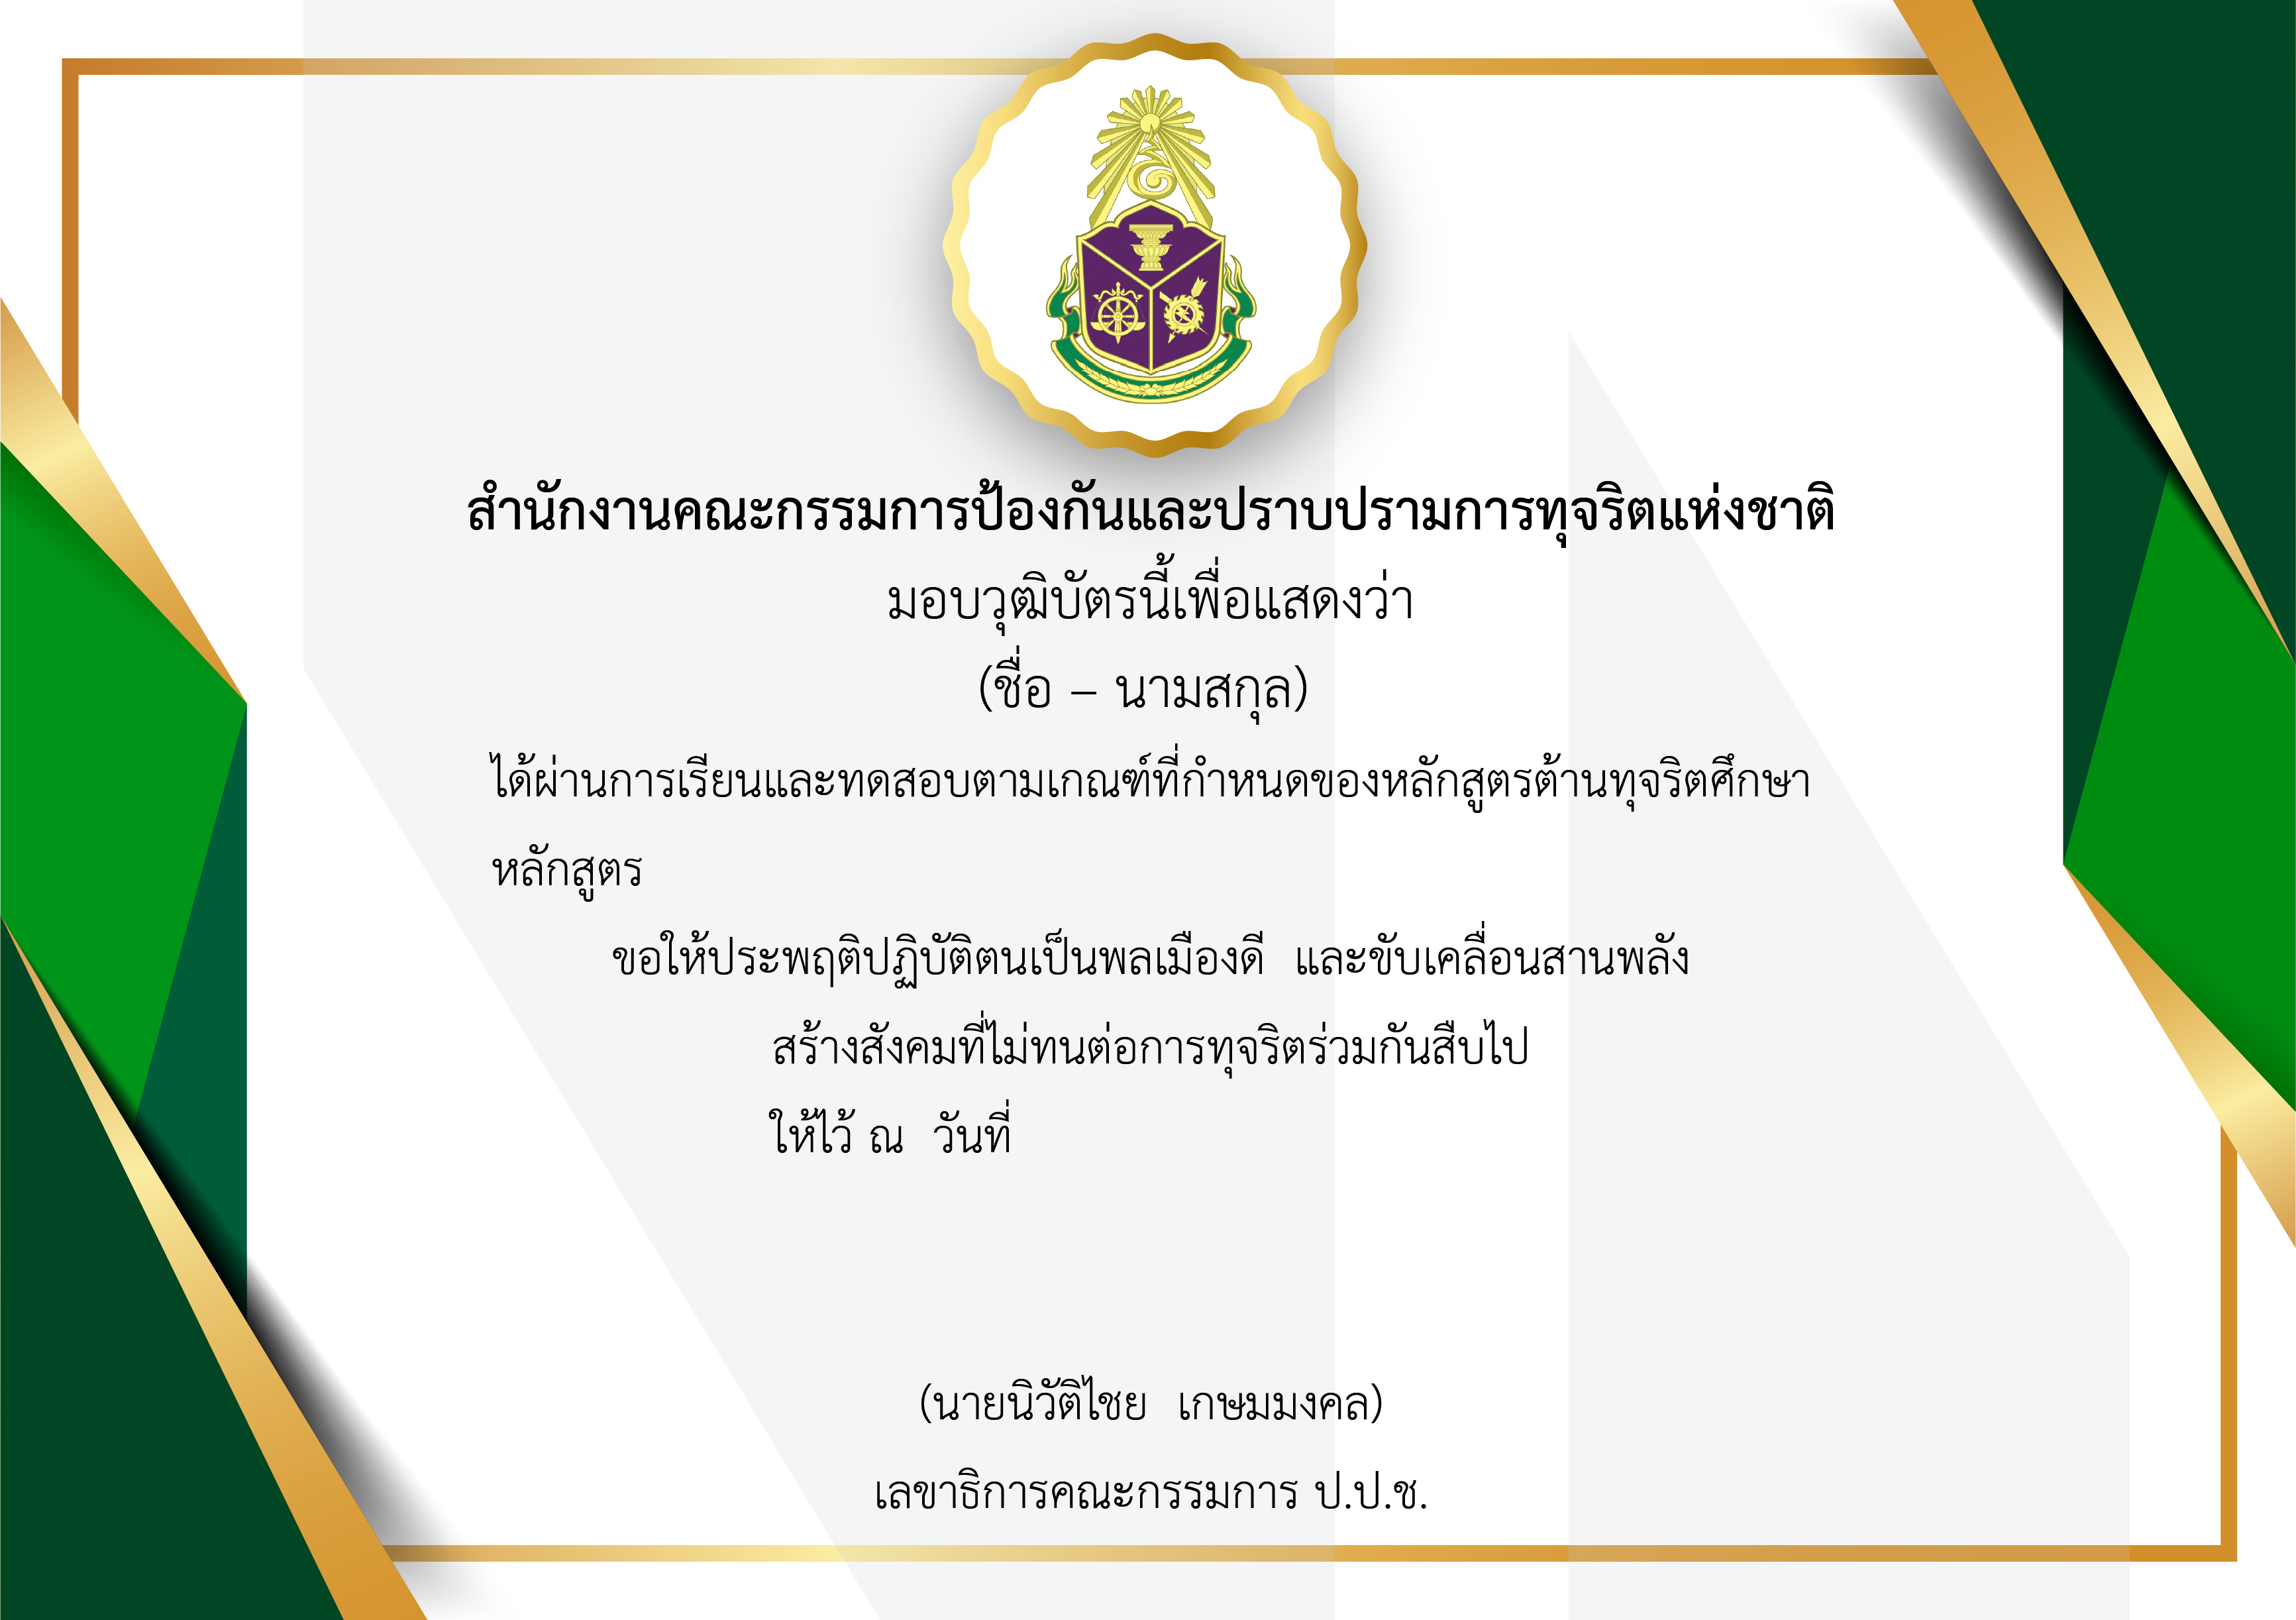 สำนักงานคณะกรรมการป้องกันและปราบปรามการทุจริตแห่งชาติ
มอบวุฒิบัตรนี้เพื่อแสดงว่า
(ชื่อ – นามสกุล)
ได้ผ่านการเรียนและทดสอบตามเกณฑ์ที่กำหนดของหลักสูตรต้านทุจริตศึกษา
หลักสูตร
ขอให้ประพฤติปฏิบัติตนเป็นพลเมืองดี  และขับเคลื่อนสานพลัง
สร้างสังคมที่ไม่ทนต่อการทุจริตร่วมกันสืบไป
ให้ไว้ ณ  วันที่
(นายนิวัติไชย  เกษมมงคล)
เลขาธิการคณะกรรมการ ป.ป.ช.